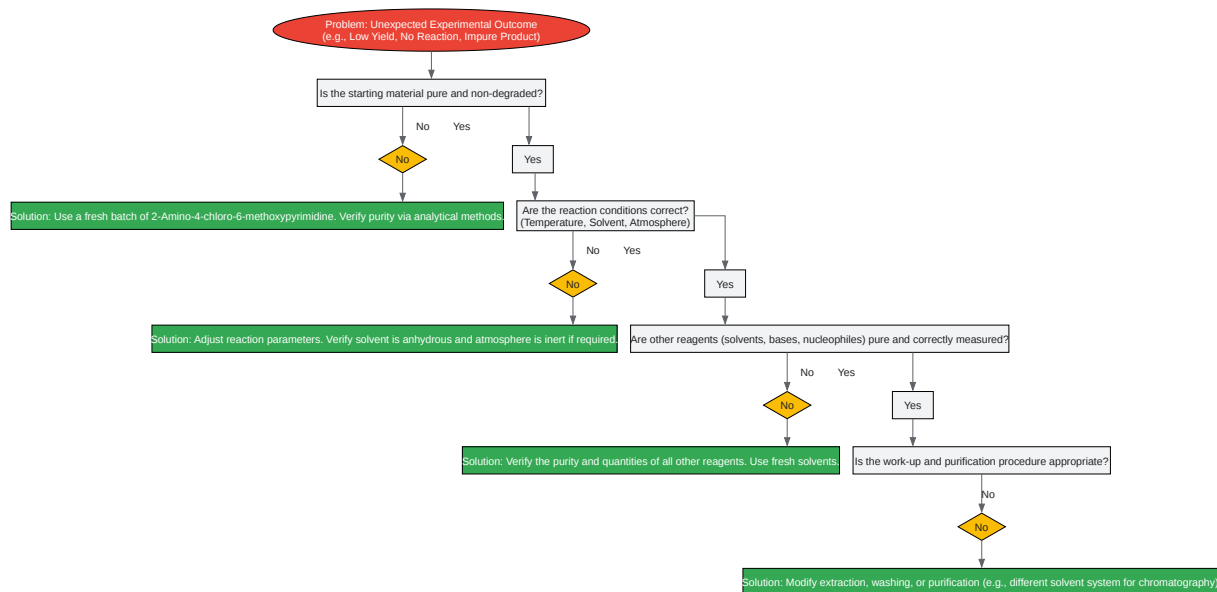 Problem: Unexpected Experimental Outcome
(e.g., Low Yield, No Reaction, Impure Product)
Is the starting material pure and non-degraded?
No
Yes
No
Yes
Solution: Use a fresh batch of 2-Amino-4-chloro-6-methoxypyrimidine. Verify purity via analytical methods.
Are the reaction conditions correct?
(Temperature, Solvent, Atmosphere)
No
Yes
No
Yes
Solution: Adjust reaction parameters. Verify solvent is anhydrous and atmosphere is inert if required.
Are other reagents (solvents, bases, nucleophiles) pure and correctly measured?
No
Yes
No
Yes
Solution: Verify the purity and quantities of all other reagents. Use fresh solvents.
Is the work-up and purification procedure appropriate?
No
No
Solution: Modify extraction, washing, or purification (e.g., different solvent system for chromatography)